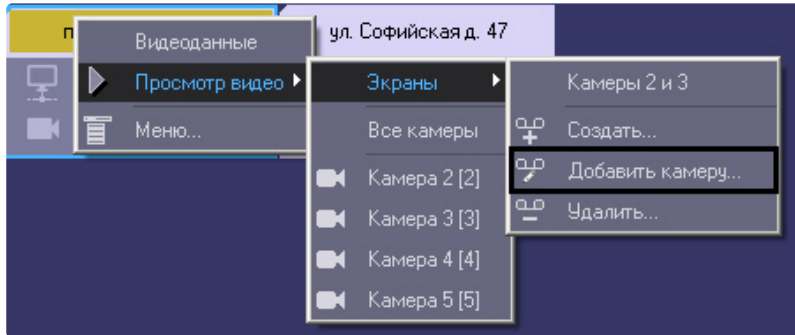 п
ул. Софийская д. 47
Видеоданные
Просмотр видео
Меню...
Экраны
Все камеры
Камера 2 [2]
Камера 3 [3]
Камера 4 [4]
Камера 5 [5]
Камеры 2 и 3
Создать...
Добавить камеру...
Удалить...